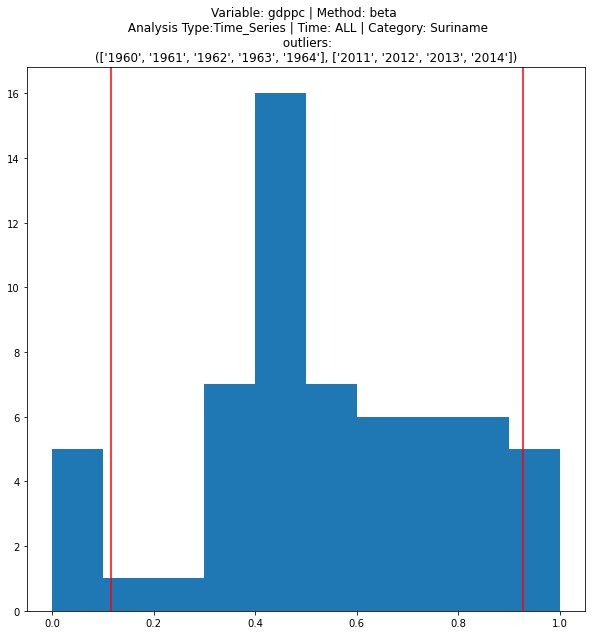 Variable: gdppc | Method: beta
Analysis Type:Time_Series | Time: ALL | Category: Suriname
outliers:
(['1960', '1961', '1962', '1963', '1964'], ['2011', '2012', '2013', '2014'])
16
14
12
10
8
6
4
2
0
0.0 0.2 0.4 0.6 0.8 1.0